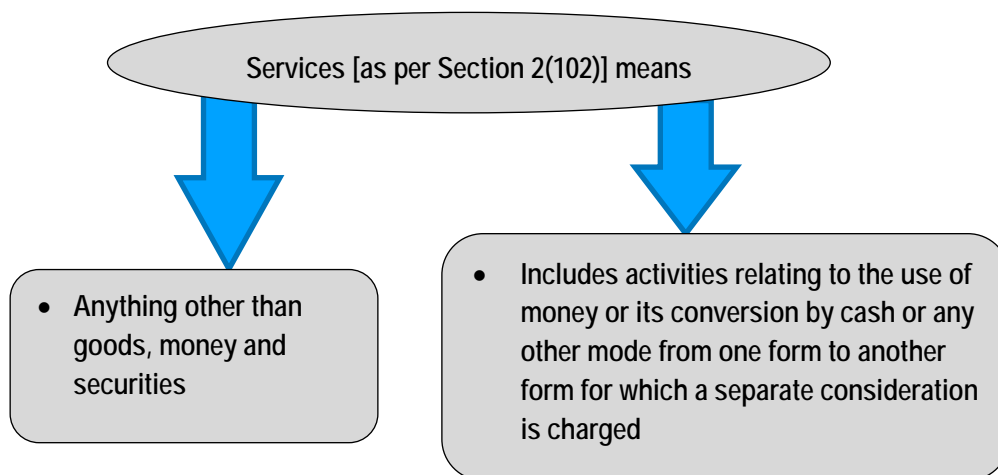 Services [as per Section 2(102)] means
• Anything other than
goods, money and
securities
• Includes activities relating to the use of
money or its conversion by cash or any
other mode from one form to another
form for which a separate consideration
is charged